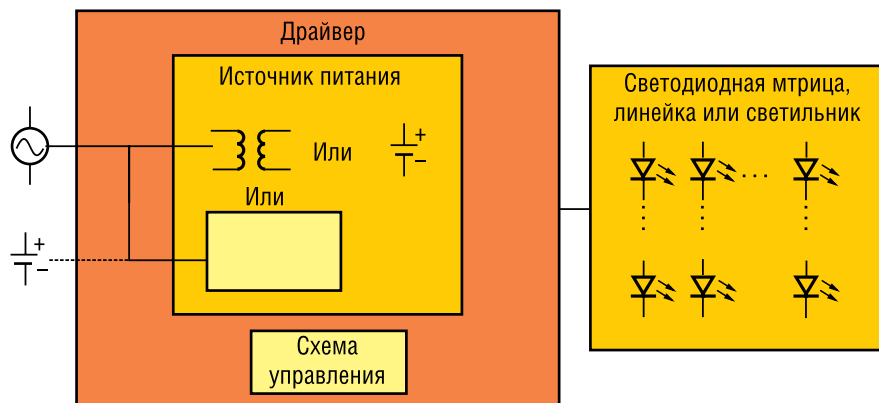 Драйвер
Источник питания
Или
Или
Схема
управления
Светодиодная мтрица,
линейка или светильник